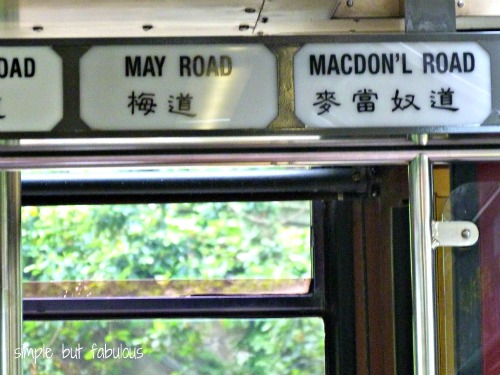 OAD
MAY ROAD
梅道
MACDON'L ROAD
麥當奴道
simple but fabulous